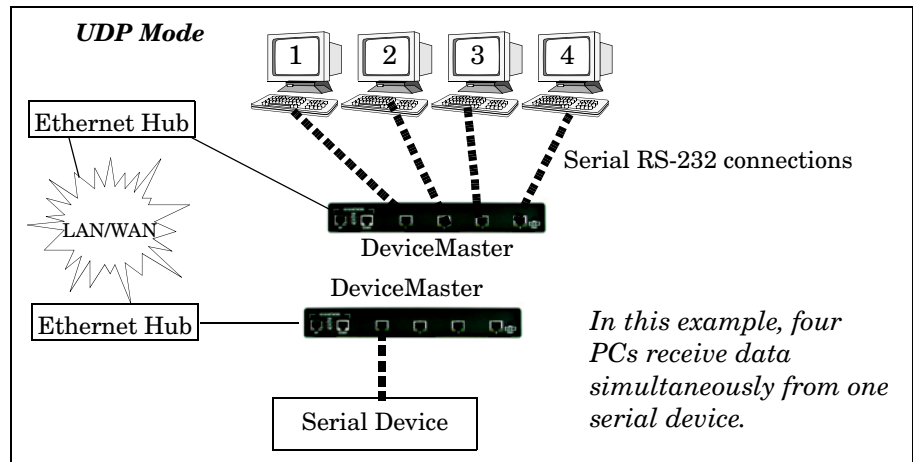 UDP Mode
1 2 3 4
Ethernet Hub
Serial RS-232 connections
LAN/WAN
DeviceMaster
DeviceMaster
Ethernet Hub
In this example, four
PCs receive data
simultaneously from one
serial device.
Serial Device